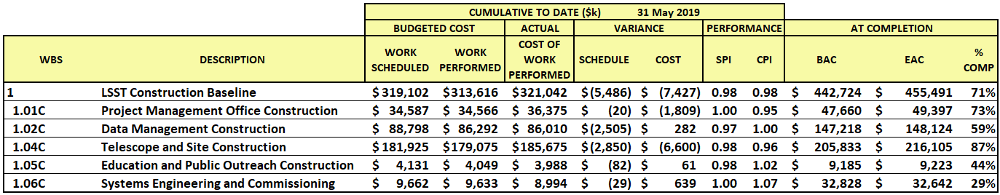 CUMULATIVE TO DATE ($k) 31 May 2019
BUDGETED COST ACTUAL VARIANCE PERFORMANCE AT COMPLETION
WBS DESCRIPTION WORK SCHEDULED WORK PERFORMED COST OF WORK PERFORMED SCHEDULE COST SPI CPI BAC EAC % COMP
1 LSST Construction Baseline $319,102 $313,616 $321,042 $(5,486) $ (7,427) 0.98 0.98 $ 442,724 $ 455,491 71%
1.01C Project Management Office Construction $ 34,587 $ 34,566 $ 36,375 $ (20) $ (1,809) 1.00 0.95 $ 47,660 $ 49,397 73%
1.02C Data Management Construction $ 88,798 $ 86,292 $ 86,010 $(2,505) $ 282 0.97 1.00 $ 147,218 $ 148,124 59%
1.04C Telescope and Site Construction $181,925 $179,075 $185,675 $(2,850) $ (6,600) 0.98 0.96 $ 205,833 $ 216,105 87%
1.05C Education and Public Outreach Construction $ 4,131 $ 4,049 $ 3,988 $ (82) $ 61 0.98 1.02 $ 9,185 $ 9,223 44%
1.06C Systems Engineering and Commissioning $ 9,662 $ 9,633 $ 8,994 $ (29) $ 639 1.00 1.07 $ 32,828 $ 32,642 29%